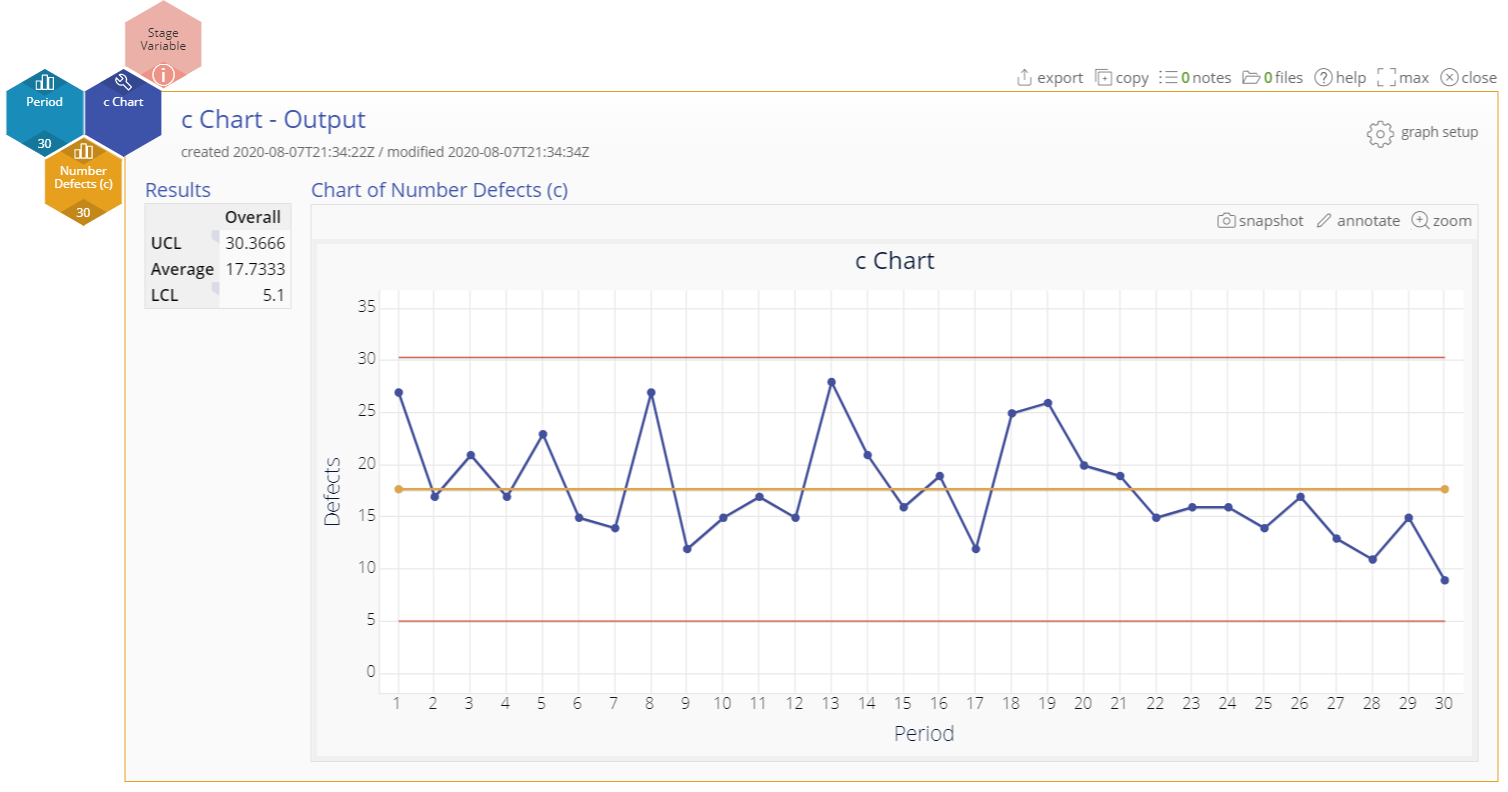 Stage
Variable
Period
30
c Chart
Number
Defects (c)
30
export copy 0 notes 0 files help max close
c Chart - Output
graph setup
created 2020-08-07T21:34:22Z / modified 2020-08-07T21:34:34Z
Results
Overall
UCL 30.3666
Average 17.7333
LCL 5.1
Chart of Number Defects (c)
snapshot annotate zoom
c Chart
35
30
25
20
15
10
5
0
Defects
1 2 3 4 5 6 7 8 9 10 11 12 13 14 15 16 17 18 19 20 21 22 23 24 25 26 27 28 29 30
Period